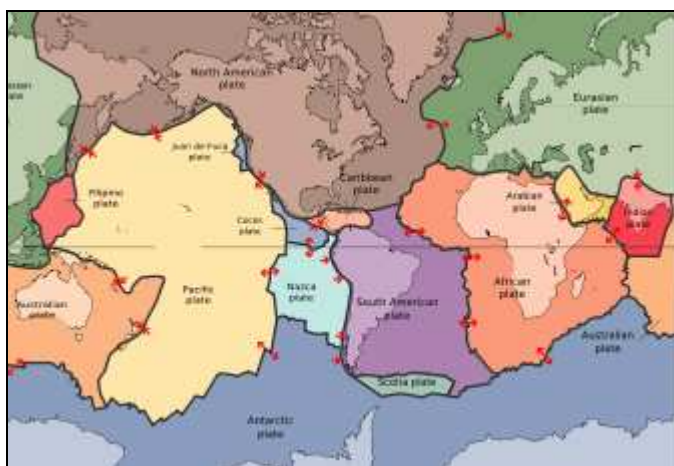 North American
plate
Eurasian
plate
Juan de Fuca
plate
Caribbean
plate
Filipino
plate
Arabian
plate
Indian
plate
Cocos
plate
Australian
plate
Pacific
plate
Nazca
plate
South American
plate
African
plate
Australian
plate
Scotia plate
Antarctic
plate
plate